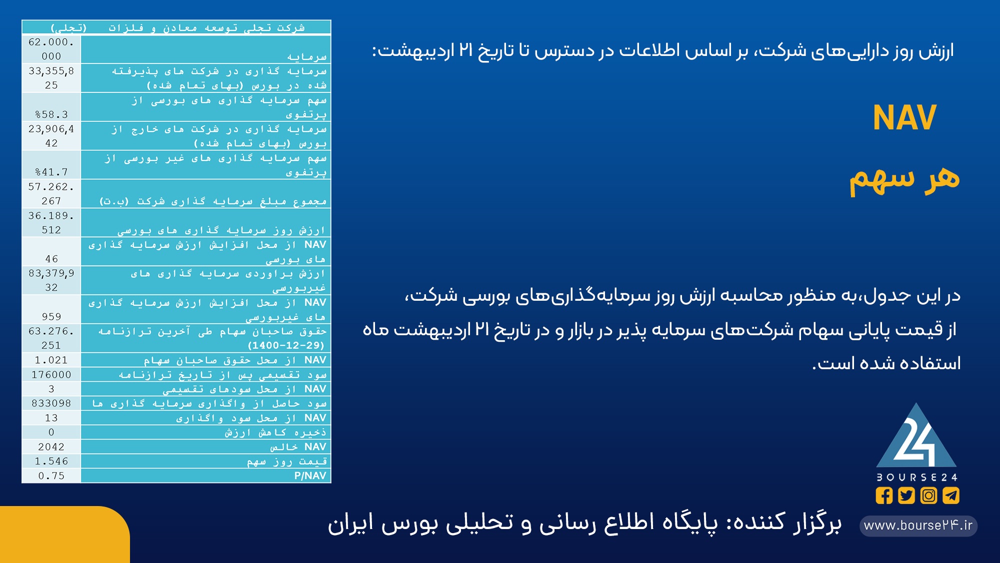 ارزش روز دارایی‌های شرکت، بر اساس اطلاعات در دسترس تا تاریخ ۲۱ اردیبهشت:
NAV
هر سهم
در این جدول،به منظور محاسبه ارزش روز سرمایه‌گذاری‌های بورسی شرکت،
از قیمت پایانی سهام شرکت‌های سرمایه پذیر در بازار و در تاریخ ۲۱ اردیبهشت ماه
استفاده شده است.
شرکت تجلی توسعه معادن و فلزات (تجلی)
62.000.
سرمایه 000
سرمایه گذاری در شرکت های پذیرفته 33,355,8
شده در بورس (بهای تمام شده) 25
سهم سرمایه گذاری های بورسی از
پرتفوی %58.3
سرمایه گذاری در شرکت های خارج از 23,906,4
بورس (بهای تمام شده) 42
سهم سرمایه گذاری های غیر بورسی از
پرتفوی %41.7
57.262.
مجموع مبلغ سرمایه گذاری شرکت (ب.ت) 267
36.189.
ارزش روز سرمایه گذاری های بورسی 512
NAV از محل افزایش ارزش سرمایه گذاری
های بورسی 46
ارزش براوردی سرمایه گذاری های 83,379,9
غیربورسی 32
NAV از محل افزایش ارزش سرمایه گذاری
های غیربورسی 959
حقوق صاحبان سهام طی آخرین ترازنامه 63.276.
(1400-12-29) 251
NAV از محل حقوق صاحبان سهام 1.021
سود تقسیمی پس از تاریخ ترازنامه 176000
NAV از محل سودهای تقسیمی 3
سود حاصل از واگذاری سرمایه گذاری ها 833098
NAV از محل سود واگذاری 13
ذخیره کاهش ارزش 0
NAV خالص 2042
قیمت روز سهم 1.546
P/NAV 0.75
24
BOURSE24
www.bourse۲۴.ir
برگزار کننده: پایگاه اطلاع رسانی و تحلیلی بورس ایران